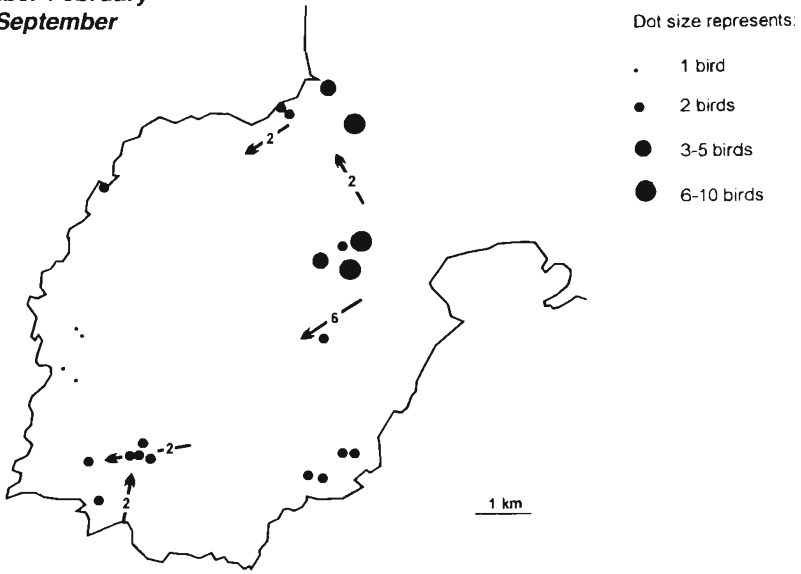 September
Dot size represents:
1 bird
2 birds
3-5 birds
6-10 birds
2
2
6
2
2
1 km